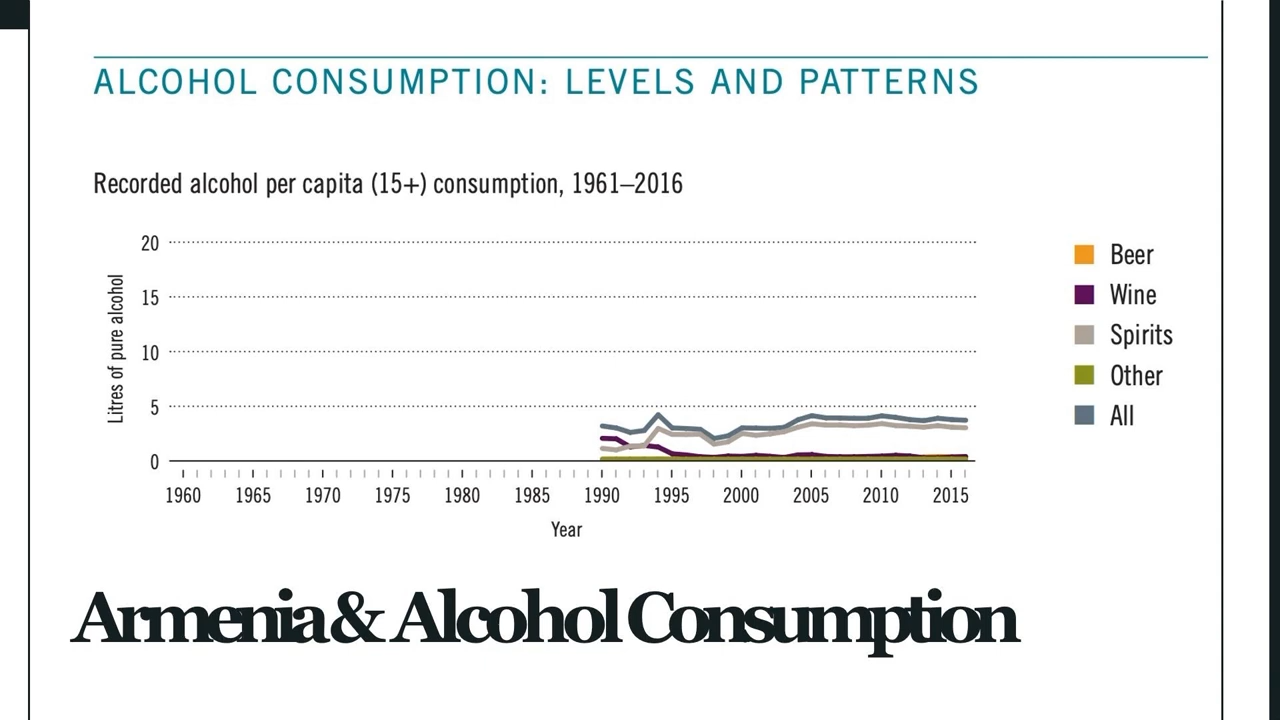 ALCOHOL CONSUMPTION: LEVELS AND PATTERNS
Recorded alcohol per capita (15+) consumption, 1961–2016
Litres of pure alcohol
20
15
10
5
0
1960 1965 1970 1975 1980 1985 1990 1995 2000 2005 2010 2015
Year
Beer
Wine
Spirits
Other
All
Armenia & Alcohol Consumption